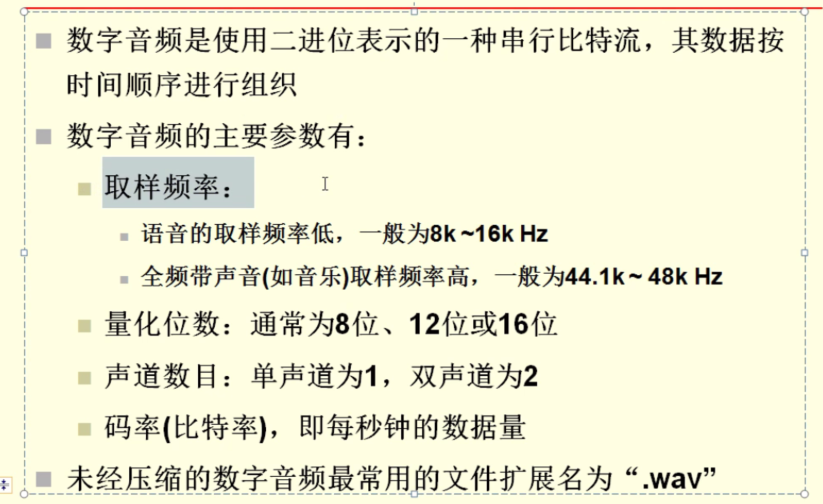 数字音频是使用二进位表示的一种串行比特流，其数据按
时间顺序进行组织
数字音频的主要参数有：
取样频率：
语音的取样频率低，一般为8k ~16k Hz
全频带声音(如音乐)取样频率高，一般为44.1k~ 48k Hz
量化位数：通常为8位、12位或16位
声道数目：单声道为1，双声道为2
码率(比特率)，即每秒钟的数据量
未经压缩的数字音频最常用的文件扩展名为“.wav”